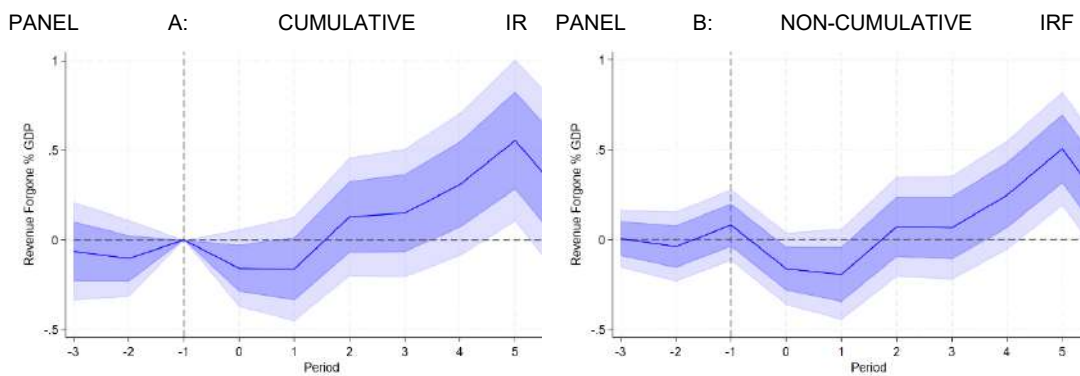 PANEL A: CUMULATIVE IR
PANEL B: NON-CUMULATIVE IRF
1
.5
0
-.5
Revenue Forgone % GDP
-3 -2 -1 0 1 2 3 4 5
Period
1
.5
0
-.5
Revenue Forgone % GDP
-3 -2 -1 0 1 2 3 4 5
Period